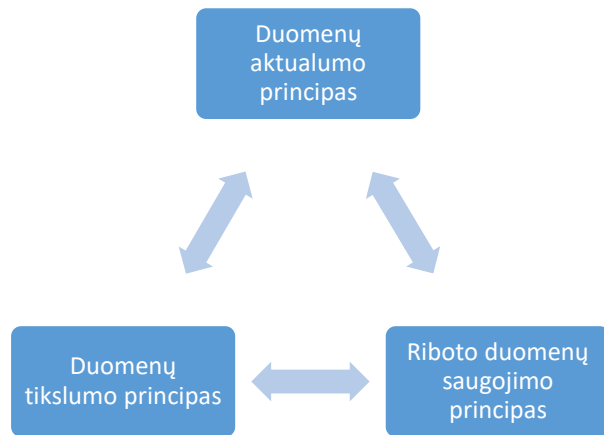 Duomenų
aktualumo
principas
Duomenų
tikslumo principas
Riboto duomenų
saugojimo
principas